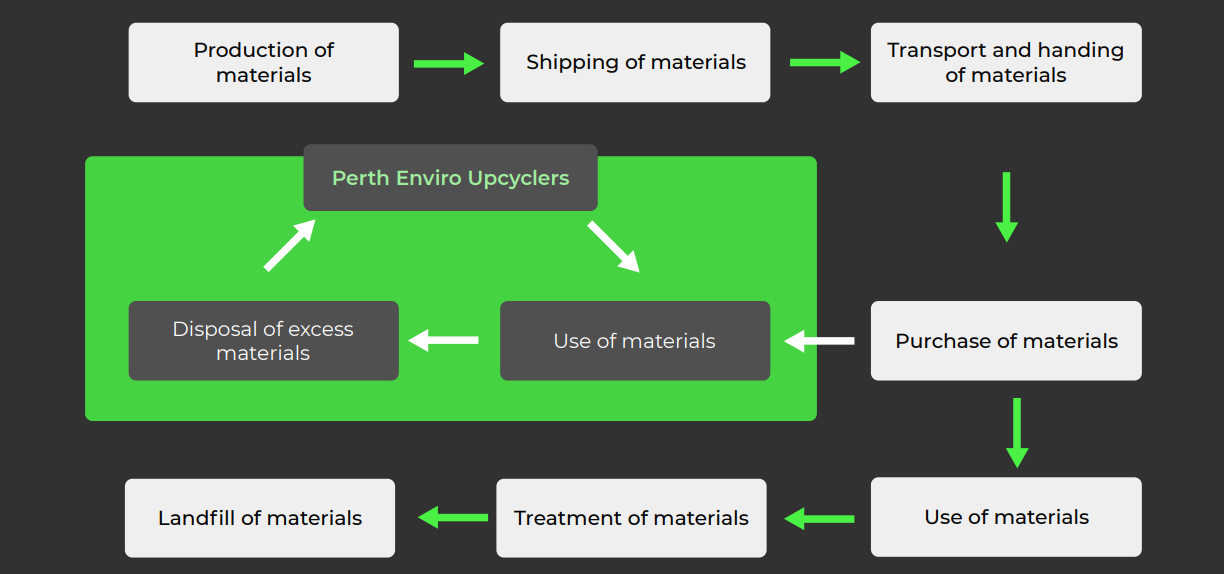 Production of
materials
Shipping of materials
Transport and handing
of materials
Perth Enviro Upcyclers
Disposal of excess
materials
Use of materials
Purchase of materials
Landfill of materials
Treatment of materials
Use of materials